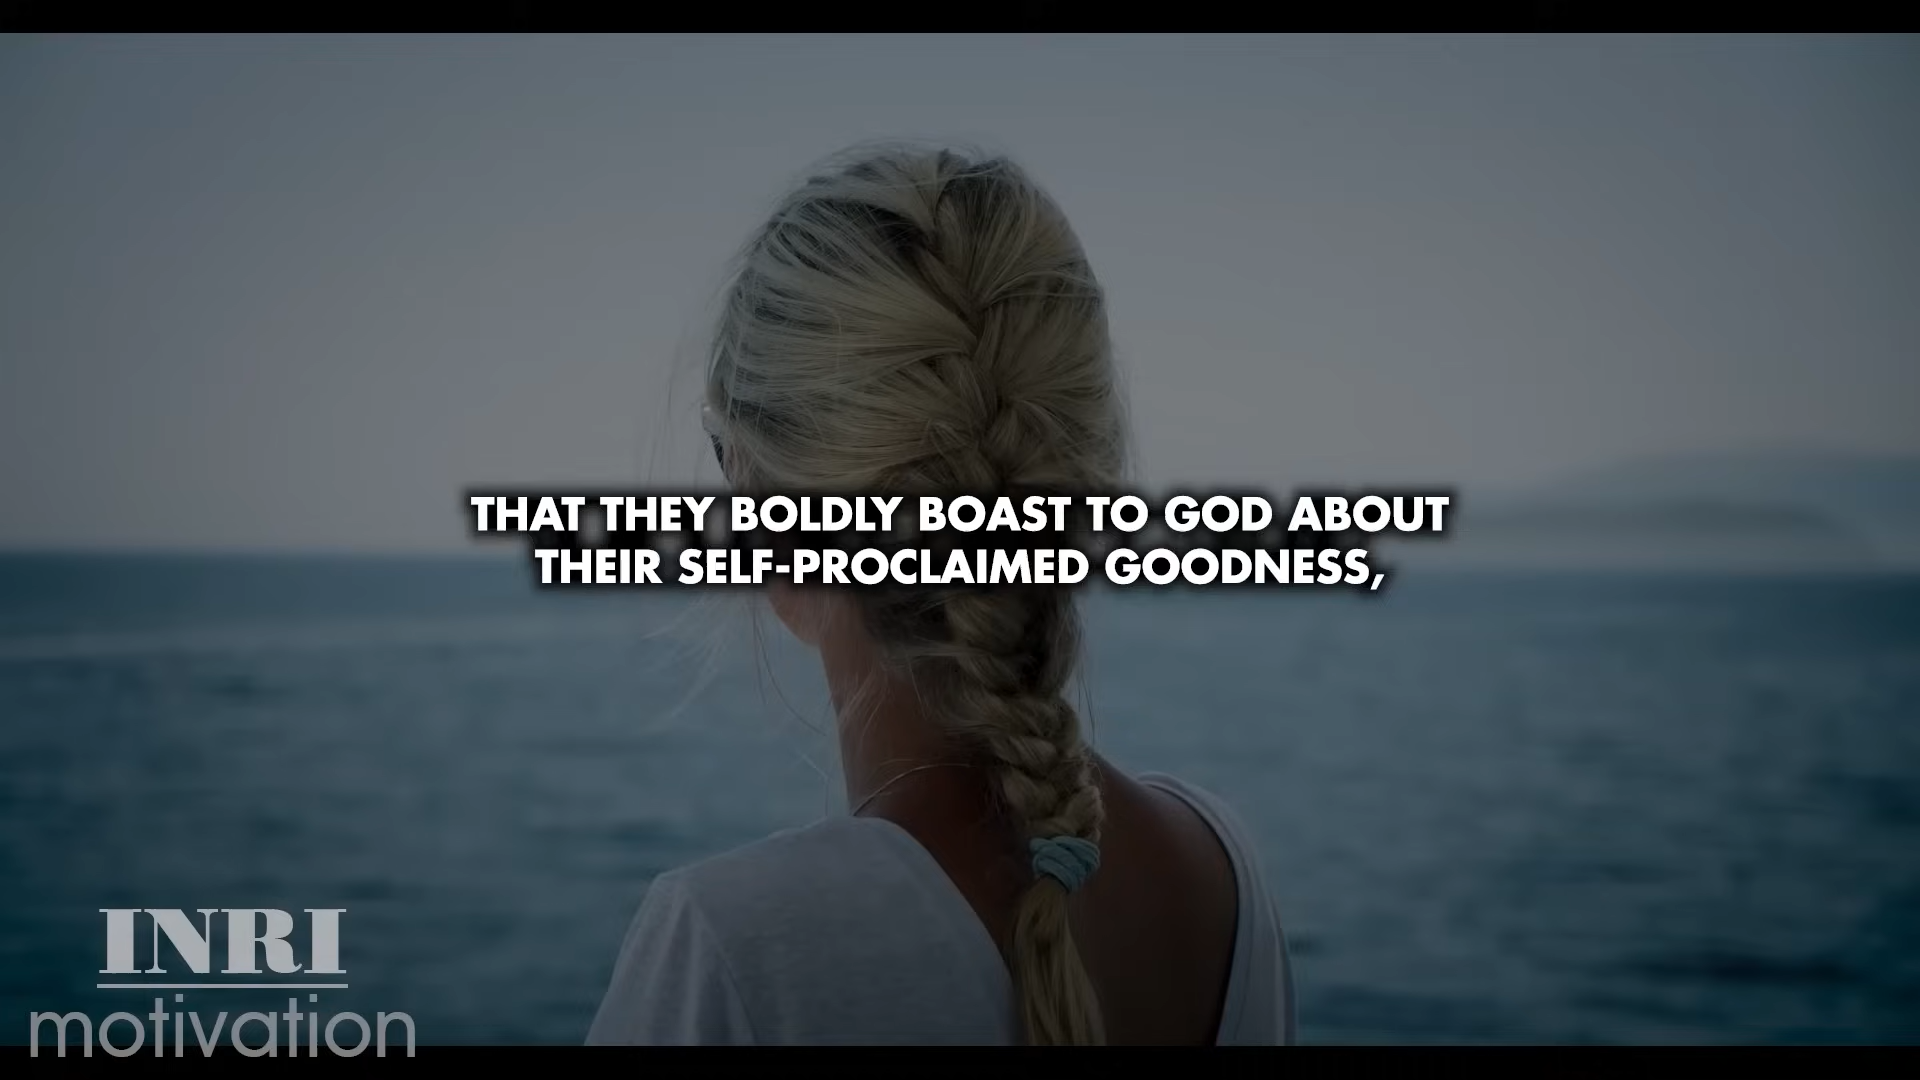 THAT THEY BOLDLY BOAST TO GOD ABOUT
THEIR SELF-PROCLAIMED GOODNESS,
INRI
motivation